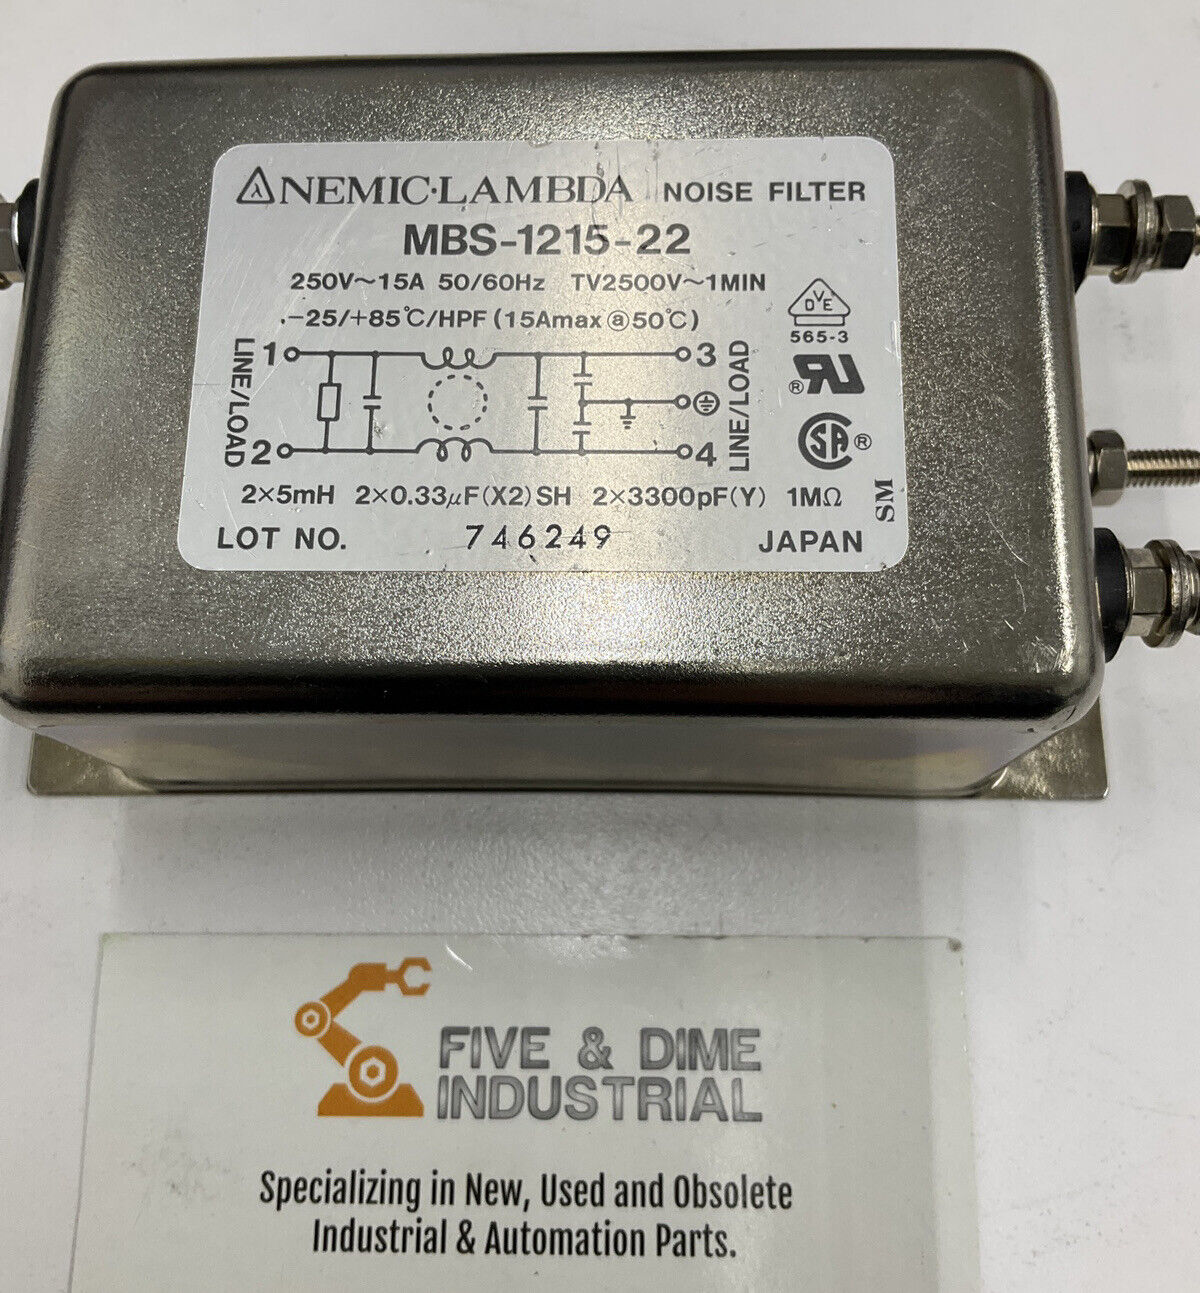 NEMIC·LAMBDA NOISE FILTER
MBS-1215-22
250V~15A 50/60Hz TV2500V~1MIN
-25/+85℃/HPF (15Amax @50℃)
DVE
565-3
LINE/LOAD
1
2
3
4
LINE/LOAD
®
SA ®
2×5mH 2×0.33μF(X2)SH 2×3300pF(Y) 1MΩ
SM
LOT NO. 746249 JAPAN
FIVE & DIME
INDUSTRIAL
Specializing in New, Used and Obsolete
Industrial & Automation Parts.